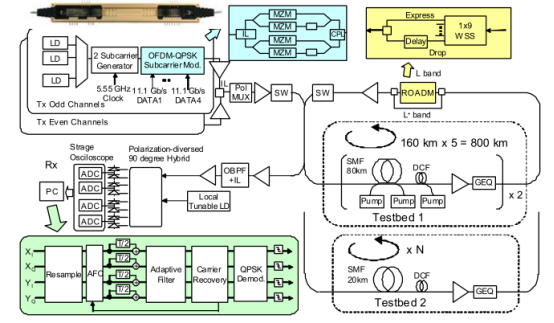 LD
LD
LD
2 Subcarrier
Generator
OFDM-QPSK
Subcarrier Mod.
5.55 GHz
Clock
11.1 Gb/s
DATA1
11.1 Gb/s
DATA4
Tx Odd Channels
Tx Even Channels
IL
Pol
MUX
SW
SW
IL
MZM
MZM
MZM
MZM
CPL
Express
Delay
1x9
WSS
Drop
L band
ROADM
L+ band
160 km x 5 = 800 km
SMF
80km
DCF
GEQ
Pump
Pump
Pump
x 2
Testbed 1
x N
SMF
20km
DCF
GEQ
Testbed 2
Strage
Oscilloscope
Polarization-diversed
90 degree Hybrid
Rx
PC
ADC
ADC
ADC
ADC
OBPF
+IL
Local
Tunable LD
XI
XQ
YI
YQ
Resample
AFC
T/2
T/2
T/2
T/2
Adaptive
Filter
Carrier
Recovery
QPSK
Demod.